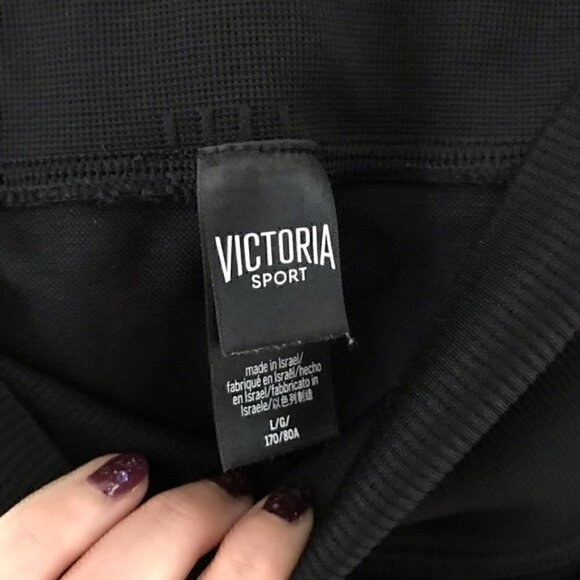 VICTORIA
SPORT
made in Israel/
fabriqué en Israël/hecho
en Israel/fabbricato in
Israele/以色列制造
L/G/
170/80A